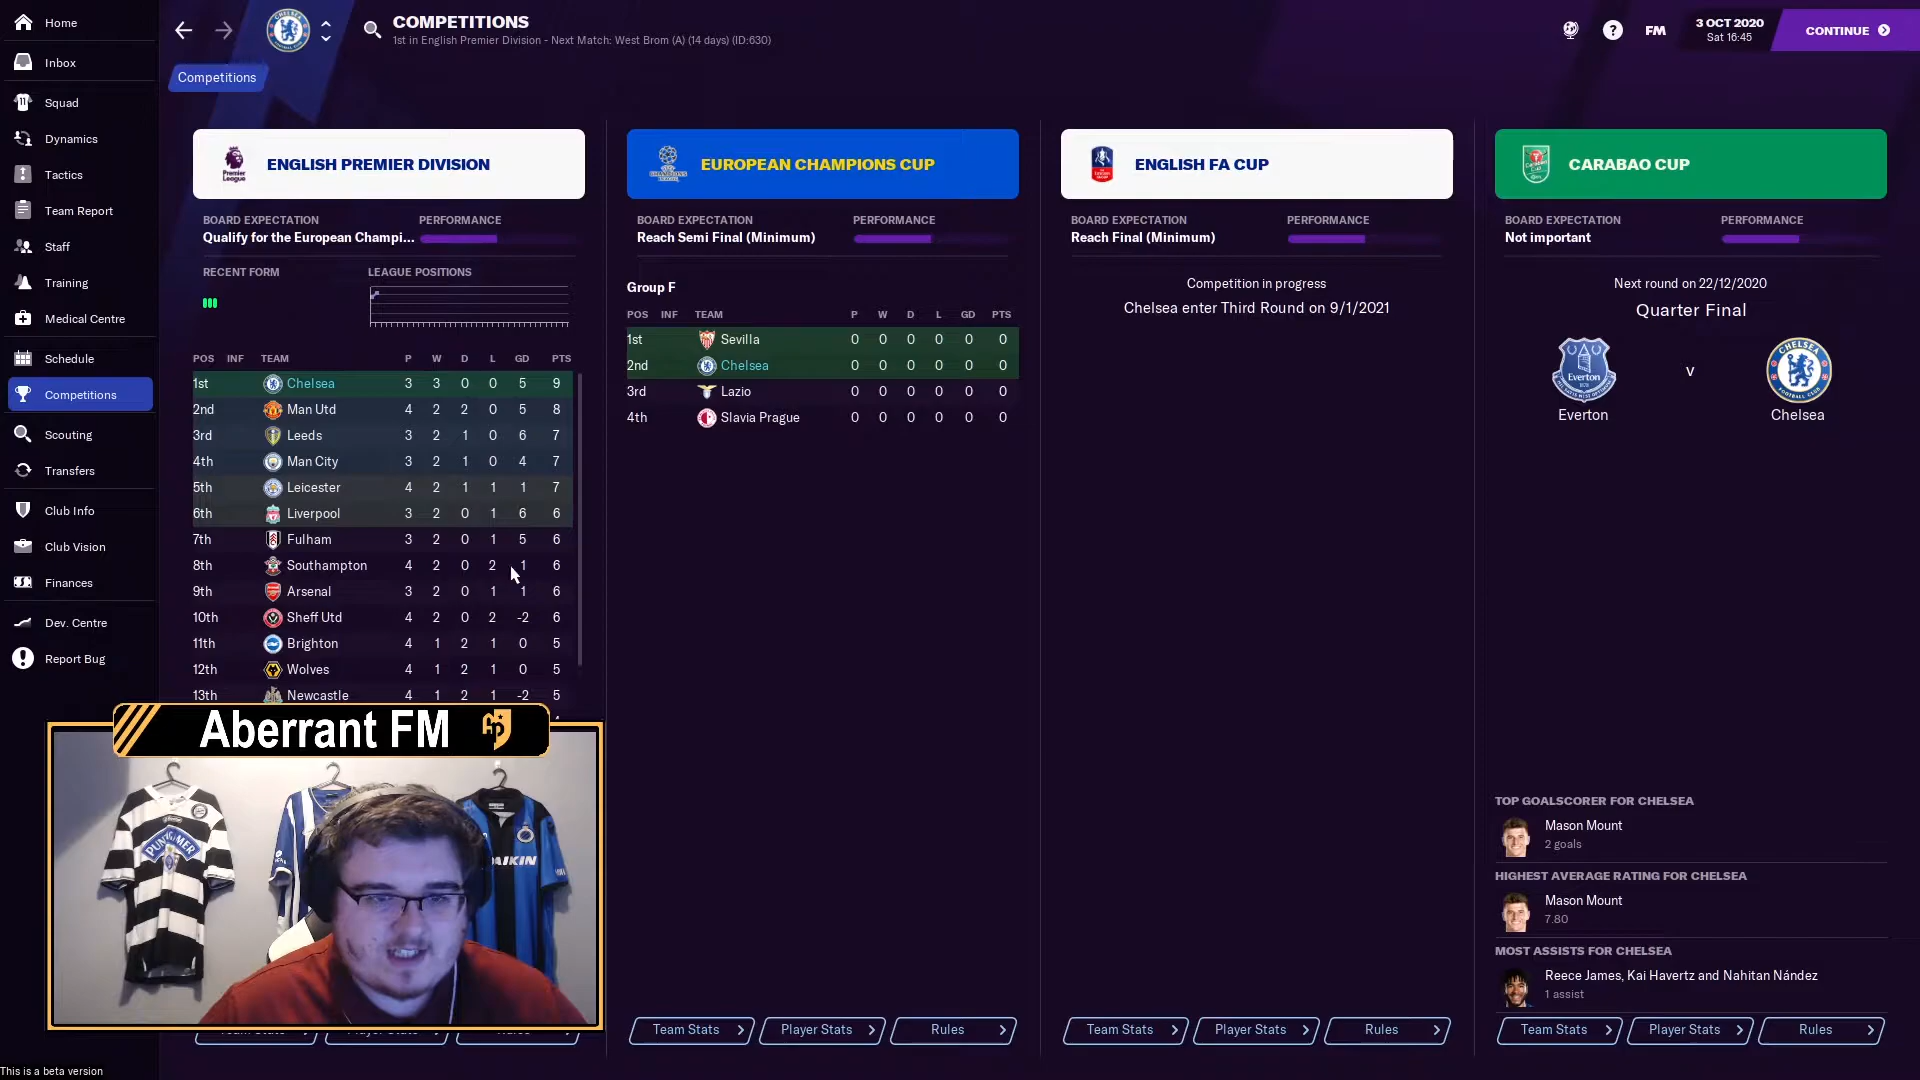 Home
Inbox
Squad
Dynamics
Tactics
Team Report
Staff
Training
Medical Centre
Schedule
Competitions
Scouting
Transfers
Club Info
Club Vision
Finances
Dev. Centre
Report Bug
This is a beta version
COMPETITIONS
1st in English Premier Division - Next Match: West Brom (A) (14 days) (ID:630)
FM
3 OCT 2020
Sat 16:45
CONTINUE
Competitions
ENGLISH PREMIER DIVISION
BOARD EXPECTATION PERFORMANCE
Qualify for the European Champi...
RECENT FORM LEAGUE POSITIONS
POS INF TEAM P W D L GD PTS
1st Chelsea 3 3 0 0 5 9
2nd Man Utd 4 2 2 0 5 8
3rd Leeds 3 2 1 0 6 7
4th Man City 3 2 1 0 4 7
5th Leicester 4 2 1 1 1 7
6th Liverpool 3 2 0 1 6 6
7th Fulham 3 2 0 1 5 6
8th Southampton 4 2 0 2 1 6
9th Arsenal 3 2 0 1 1 6
10th Sheff Utd 4 2 0 2 -2 6
11th Brighton 4 1 2 1 0 5
12th Wolves 4 1 2 1 0 5
13th Newcastle 4 1 2 1 -2 5
Aberrant FM
PUNTIGAMER
DAIKIN
EUROPEAN CHAMPIONS CUP
BOARD EXPECTATION PERFORMANCE
Reach Semi Final (Minimum)
Group F
POS INF TEAM P W D L GD PTS
1st Sevilla 0 0 0 0 0 0
2nd Chelsea 0 0 0 0 0 0
3rd Lazio 0 0 0 0 0 0
4th Slavia Prague 0 0 0 0 0 0
Team Stats Player Stats Rules
ENGLISH FA CUP
BOARD EXPECTATION PERFORMANCE
Reach Final (Minimum)
Competition in progress
Chelsea enter Third Round on 9/1/2021
Team Stats Player Stats Rules
CARABAO CUP
BOARD EXPECTATION PERFORMANCE
Not important
Next round on 22/12/2020
Quarter Final
Everton v Chelsea
TOP GOALSCORER FOR CHELSEA
Mason Mount
2 goals
HIGHEST AVERAGE RATING FOR CHELSEA
Mason Mount
7.80
MOST ASSISTS FOR CHELSEA
Reece James, Kai Havertz and Nahitan Nández
1 assist
Team Stats Player Stats Rules